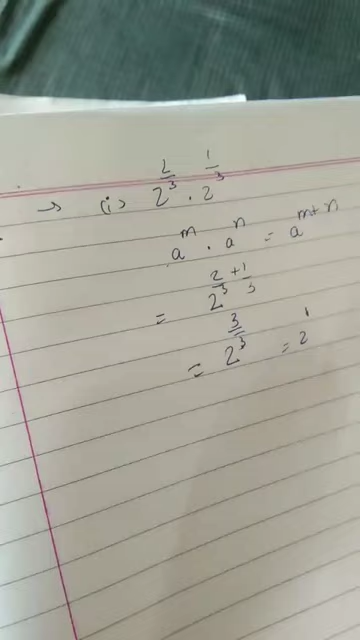 → (i) 2^(2/3) . 2^(1/3)
a^m . a^n = a^(m+n)
= 2^(2/3 + 1/3)
= 2^(3/3) = 2^1